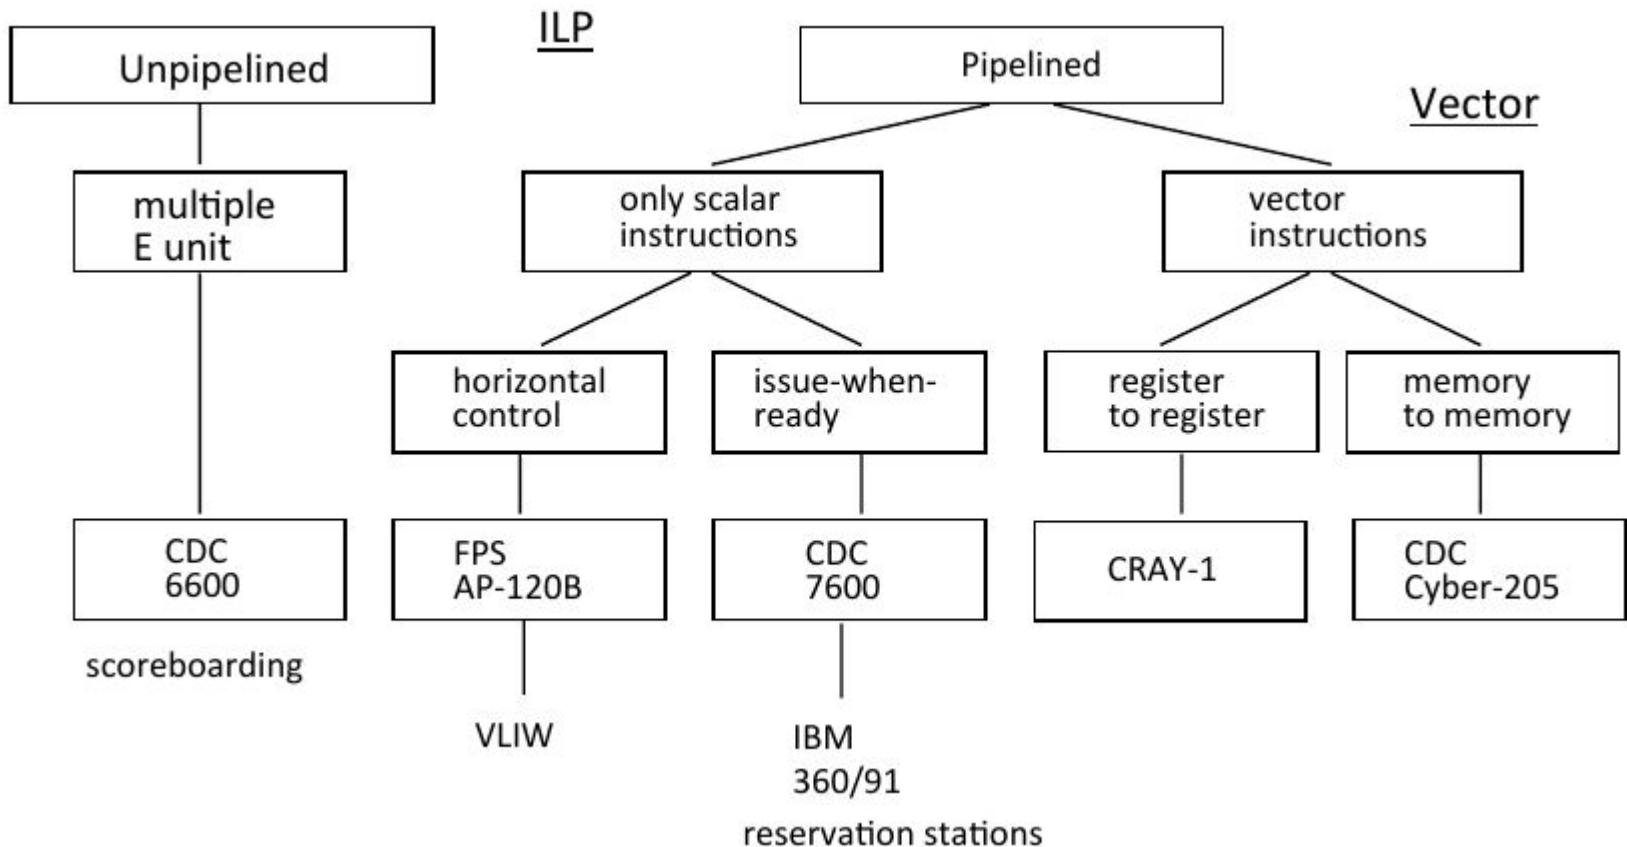 ILP
Unpipelined
Pipelined
Vector
multiple
E unit
only scalar
instructions
vector
instructions
horizontal
control
issue-when-
ready
register
to register
memory
to memory
CDC
6600
FPS
AP-120B
CDC
7600
CRAY-1
CDC
Cyber-205
scoreboarding
VLIW
IBM
360/91
reservation stations